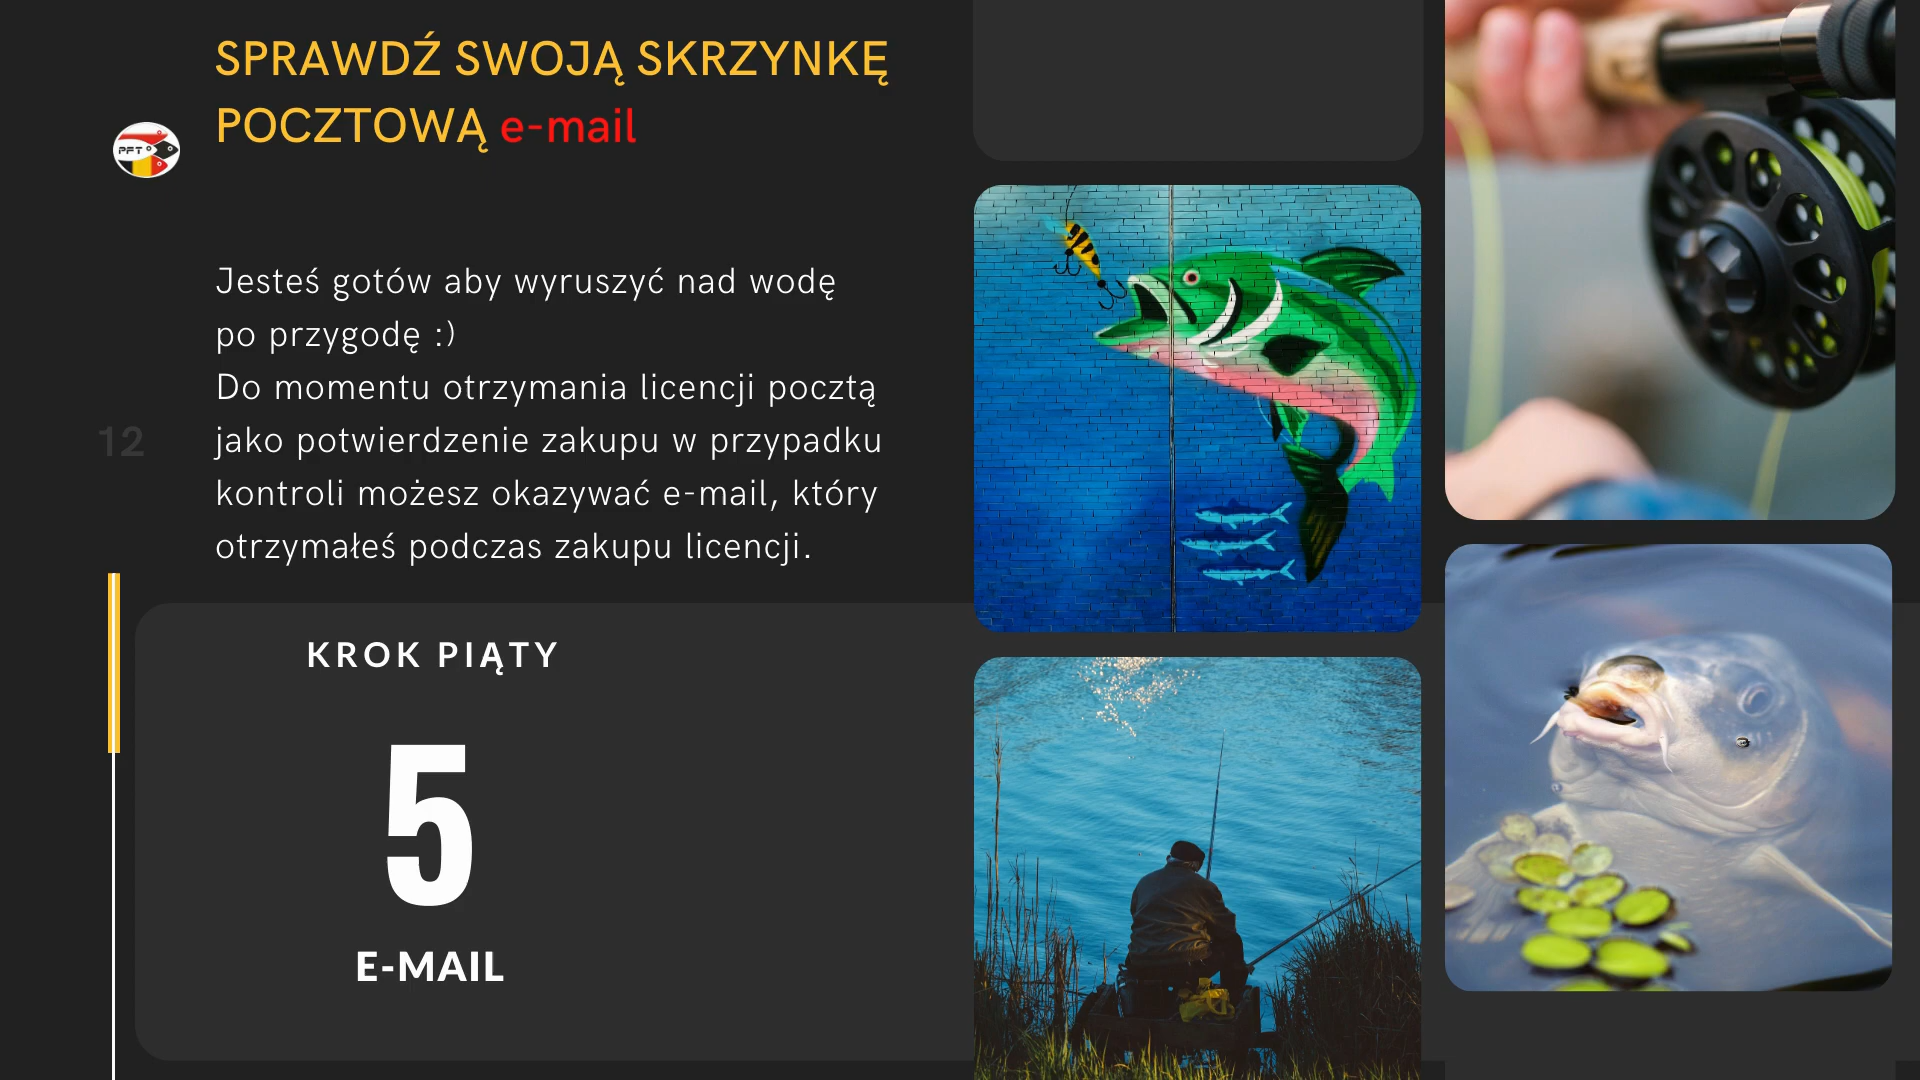 SPRAWDŹ SWOJĄ SKRZYNKĘ
POCZTOWĄ e-mail
PFT
Jesteś gotów aby wyruszyć nad wodę
po przygodę :)
Do momentu otrzymania licencji pocztą
jako potwierdzenie zakupu w przypadku
kontroli możesz okazywać e-mail, który
otrzymałeś podczas zakupu licencji.
12
KROK PIĄTY
5
E-MAIL